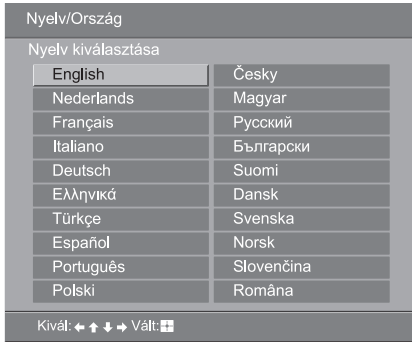 Nyelv/Ország
Nyelv kiválasztása
English Česky
Nederlands Magyar
Français Русский
Italiano Български
Deutsch Suomi
Ελληνικά Dansk
Türkçe Svenska
Español Norsk
Português Slovenčina
Polski Româna
Kivál: Vált: